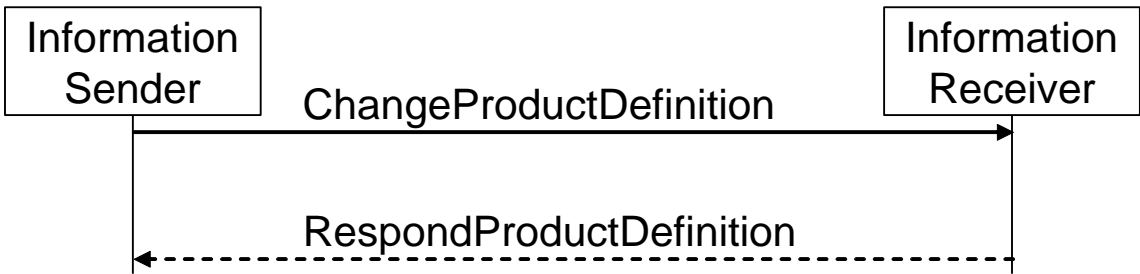 Information
Sender
Information
Receiver
ChangeProductDefinition
RespondProductDefinition